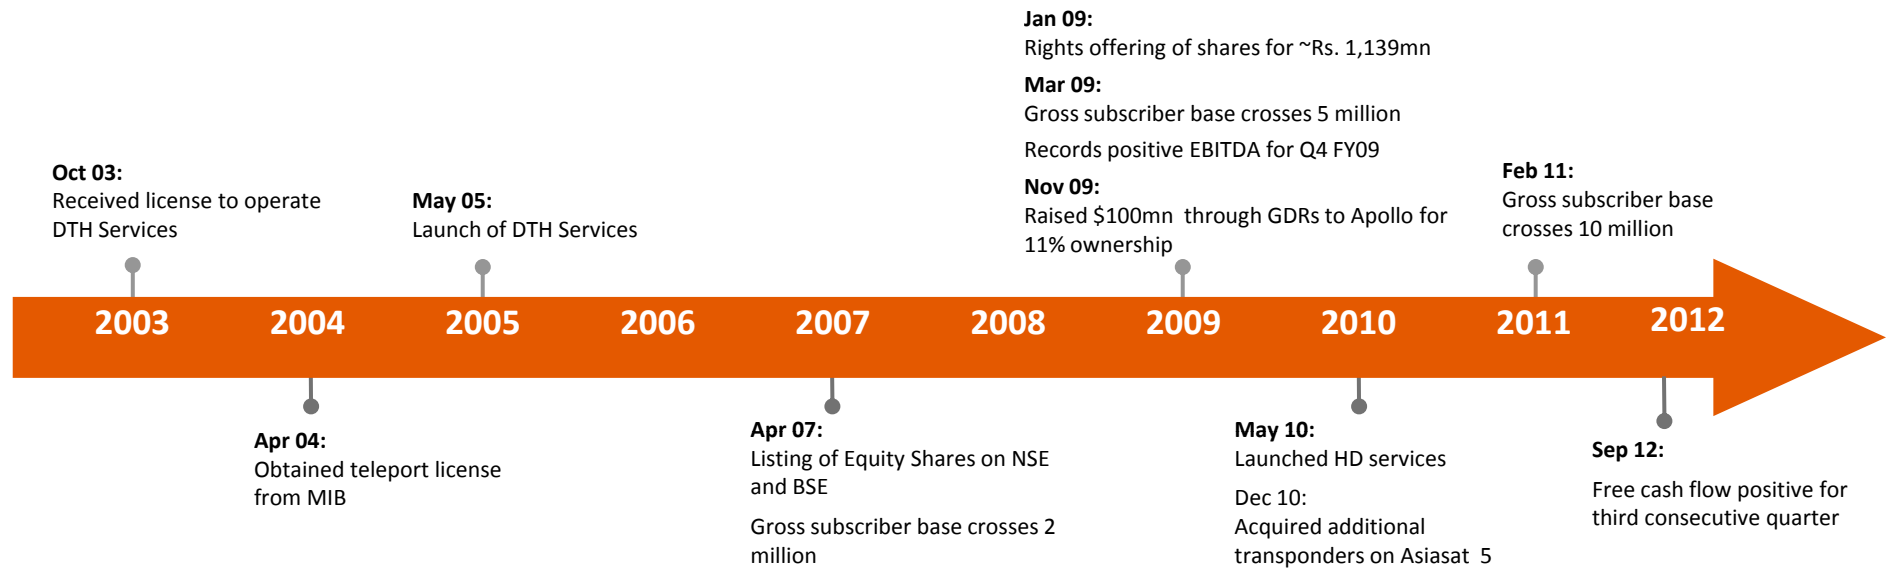 Jan 09:
Rights offering of shares for ~Rs. 1,139mn
Mar 09:
Gross subscriber base crosses 5 million
Records positive EBITDA for Q4 FY09
Nov 09:
Raised $100mn through GDRs to Apollo for
11% ownership
Oct 03:
Received license to operate
DTH Services
May 05:
Launch of DTH Services
Feb 11:
Gross subscriber base
crosses 10 million
2003 2004 2005 2006 2007 2008 2009 2010 2011 2012
Apr 04:
Obtained teleport license
from MIB
Apr 07:
Listing of Equity Shares on NSE
and BSE
Gross subscriber base crosses 2
million
May 10:
Launched HD services
Dec 10:
Acquired additional
transponders on Asiasat 5
Sep 12:
Free cash flow positive for
third consecutive quarter